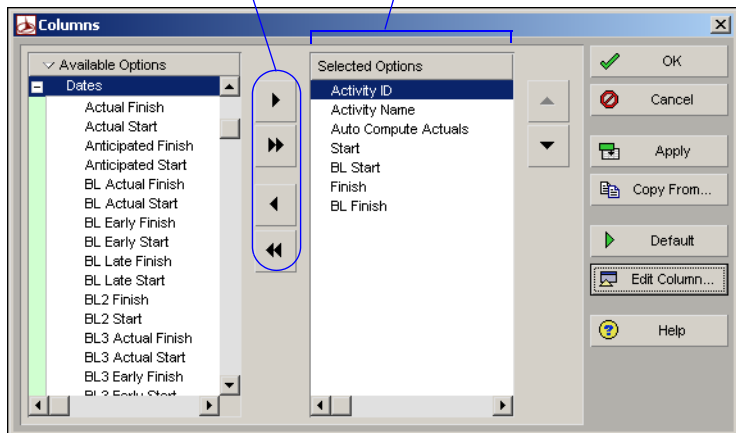 Columns
Available Options
Dates
Actual Finish
Actual Start
Anticipated Finish
Anticipated Start
BL Actual Finish
BL Actual Start
BL Early Finish
BL Early Start
BL Late Finish
BL Late Start
BL2 Finish
BL2 Start
BL3 Actual Finish
BL3 Actual Start
BL3 Early Finish
BL3 Early Start
Selected Options
Activity ID
Activity Name
Auto Compute Actuals
Start
BL Start
Finish
BL Finish
OK
Cancel
Apply
Copy From...
Default
Edit Column...
Help